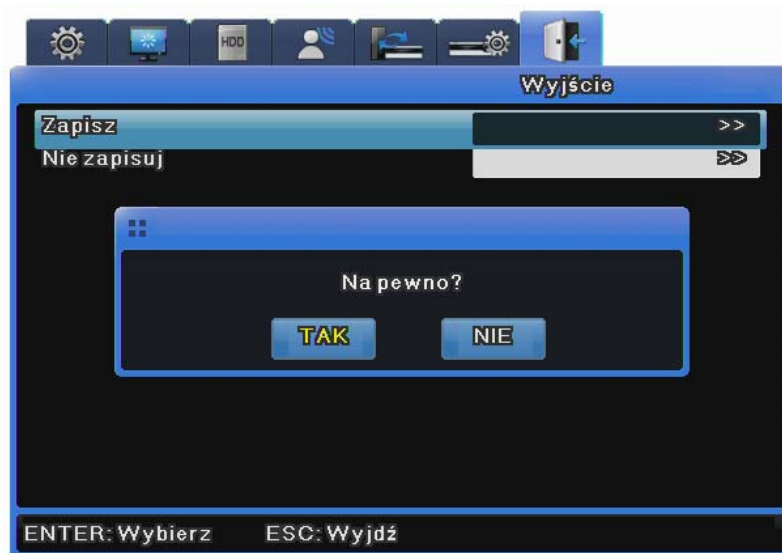 HDD
Wyjście
Zapisz >>
Nie zapisuj >>
Na pewno?
TAK NIE
ENTER: Wybierz ESC: Wyjdź